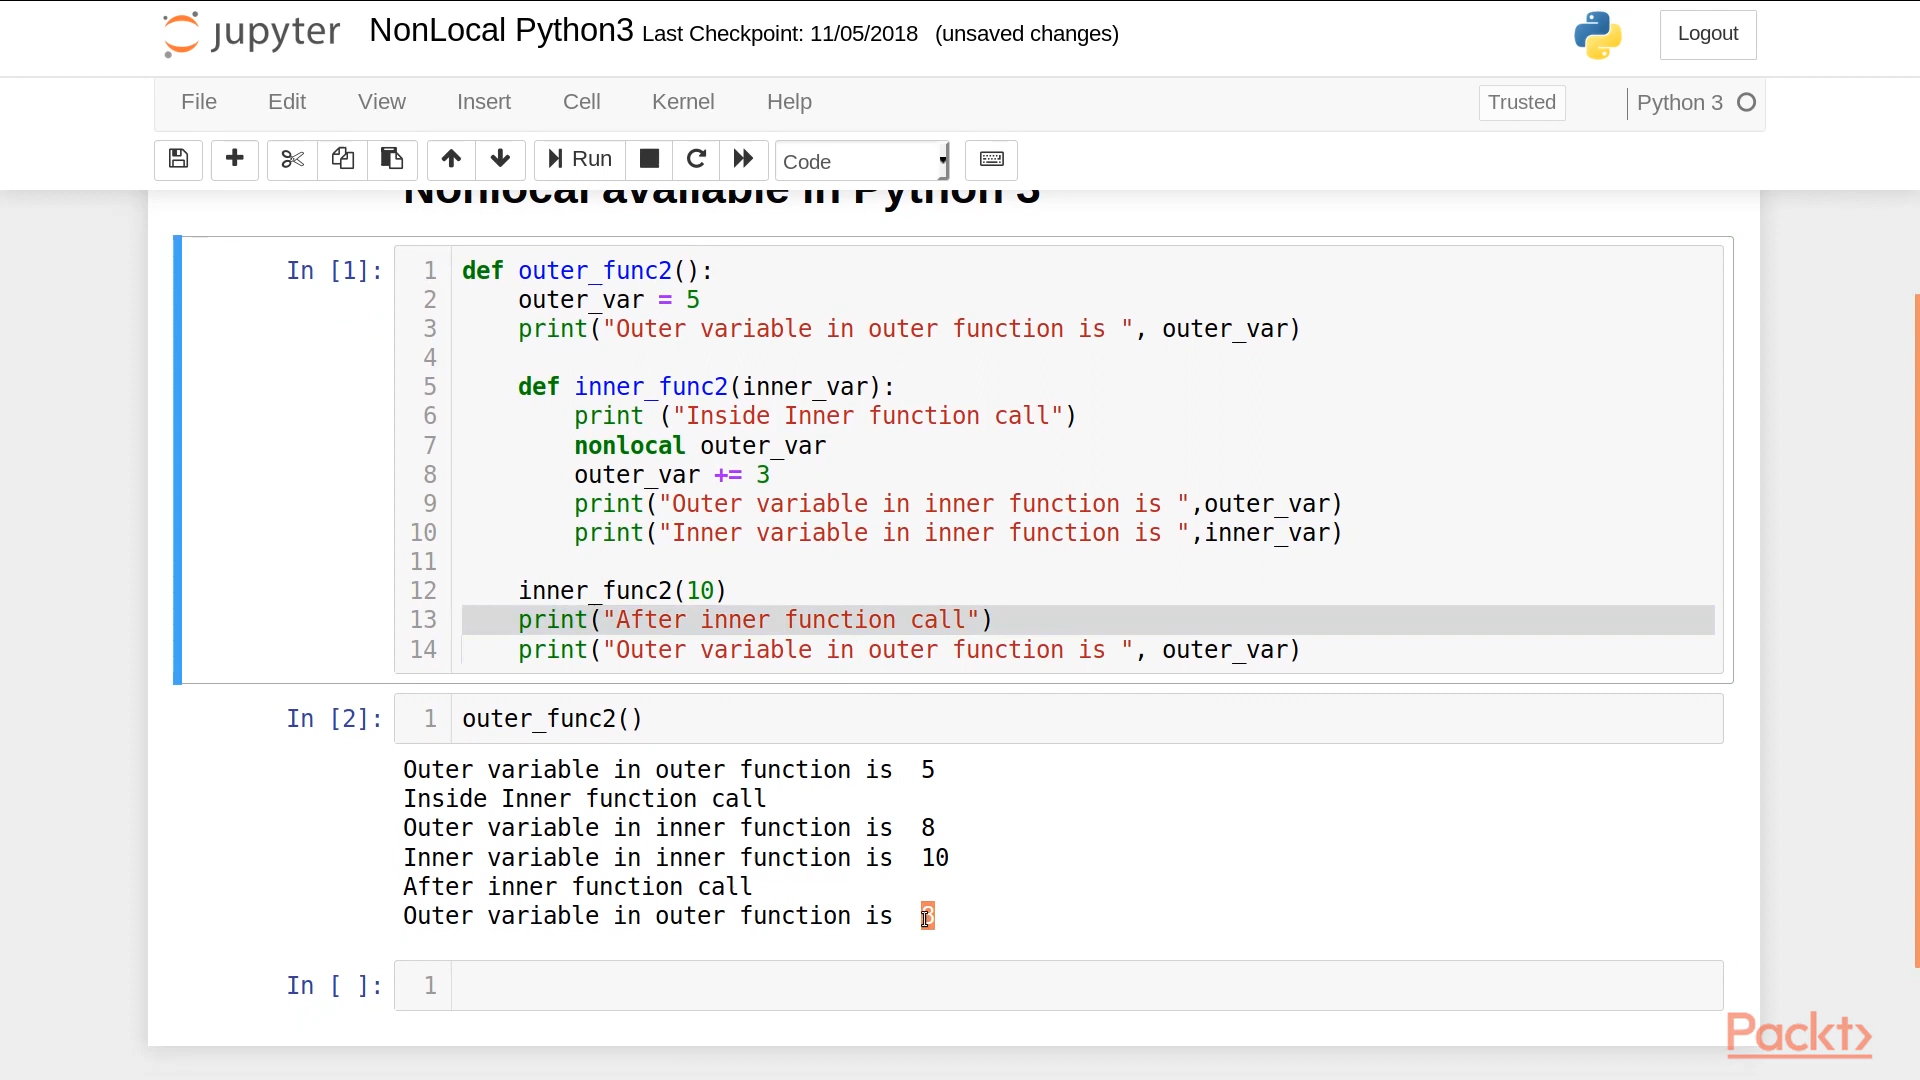 jupyter NonLocal Python3 Last Checkpoint: 11/05/2018 (unsaved changes) Logout
File Edit View Insert Cell Kernel Help Trusted Python 3
Run Code
Nonlocal available in Python 3
In [1]: 1 def outer_func2():
2 outer_var = 5
3 print("Outer variable in outer function is ", outer_var)
4
5 def inner_func2(inner_var):
6 print ("Inside Inner function call")
7 nonlocal outer_var
8 outer_var += 3
9 print("Outer variable in inner function is ",outer_var)
10 print("Inner variable in inner function is ",inner_var)
11
12 inner_func2(10)
13 print("After inner function call")
14 print("Outer variable in outer function is ", outer_var)
In [2]: 1 outer_func2()
Outer variable in outer function is  5
Inside Inner function call
Outer variable in inner function is  8
Inner variable in inner function is  10
After inner function call
Outer variable in outer function is
In [ ]: 1
Packt>